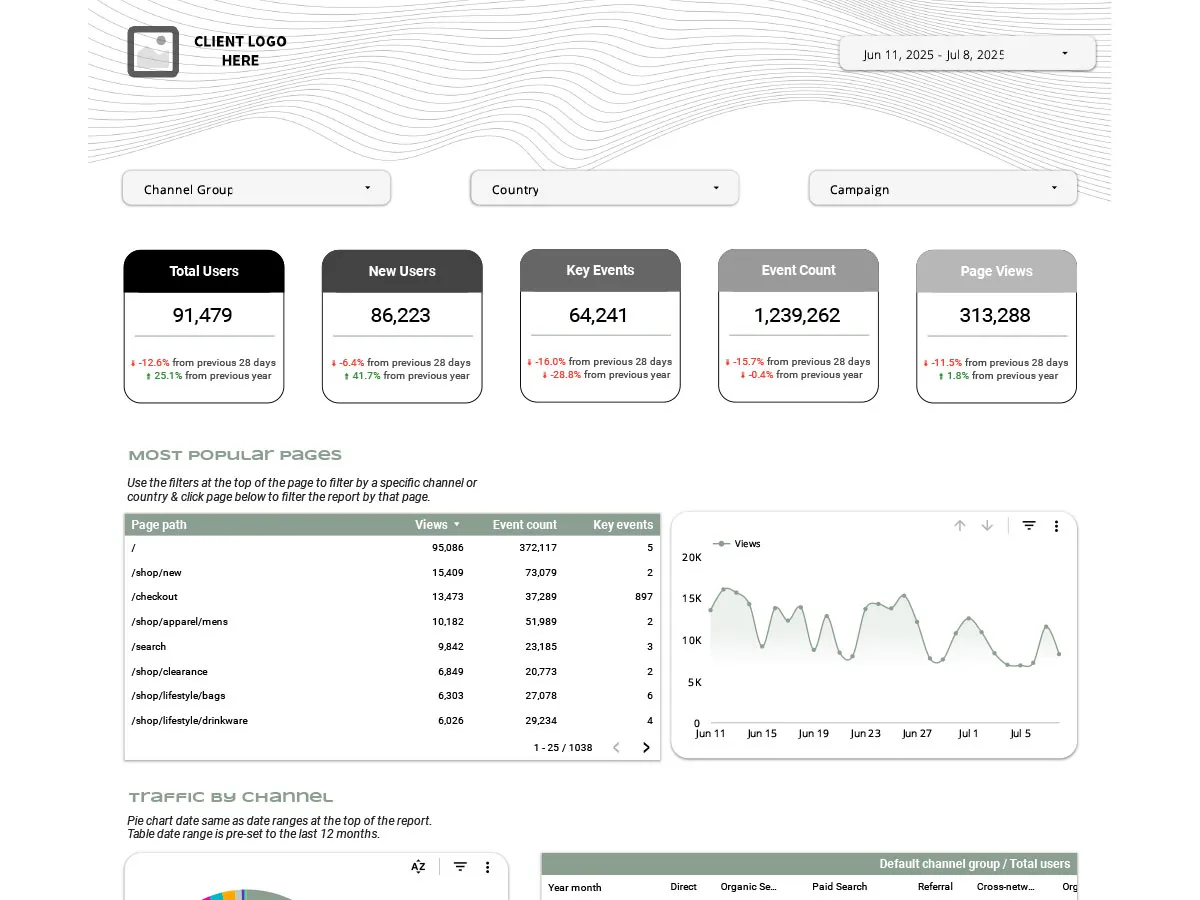 CLIENT LOGO
HERE
Jun 11, 2025 - Jul 8, 2025
Channel Group
Country
Campaign
Total Users
91,479
-12.6% from previous 28 days
25.1% from previous year
New Users
86,223
-6.4% from previous 28 days
41.7% from previous year
Key Events
64,241
-16.0% from previous 28 days
-28.8% from previous year
Event Count
1,239,262
-15.7% from previous 28 days
-0.4% from previous year
Page Views
313,288
-11.5% from previous 28 days
1.8% from previous year
Most Popular Pages
Use the filters at the top of the page to filter by a specific channel or
country & click page below to filter the report by that page.
Page path Views Event count Key events
/ 95,086 372,117 5
/shop/new 15,409 73,079 2
/checkout 13,473 37,289 897
/shop/apparel/mens 10,182 51,989 2
/search 9,842 23,185 3
/shop/clearance 6,849 20,773 2
/shop/lifestyle/bags 6,303 27,078 6
/shop/lifestyle/drinkware 6,026 29,234 4
1 - 25 / 1038
Views
20K
15K
10K
5K
0
Jun 11 Jun 15 Jun 19 Jun 23 Jun 27 Jul 1 Jul 5
Traffic By Channel
Pie chart date same as date ranges at the top of the report.
Table date range is pre-set to the last 12 months.
AZ
Default channel group / Total users
Year month Direct Organic Se... Paid Search Referral Cross-netw... Org